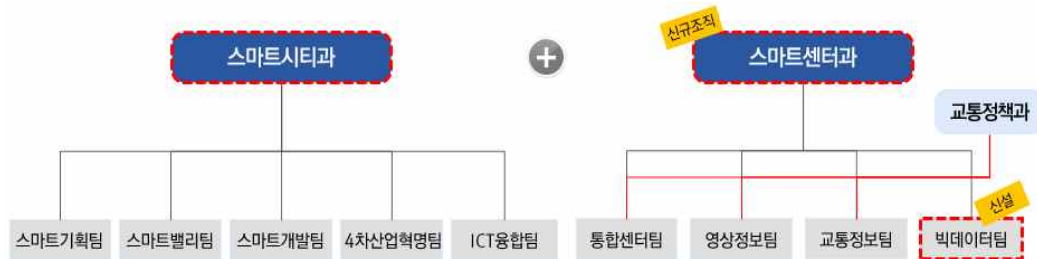 신규조직
스마트시티과
스마트센터과
교통정책과
신설
스마트기획팀
스마트밸리팀
스마트개발팀
4차산업혁명팀
ICT융합팀
통합센터팀
영상정보팀
교통정보팀
빅데이터팀